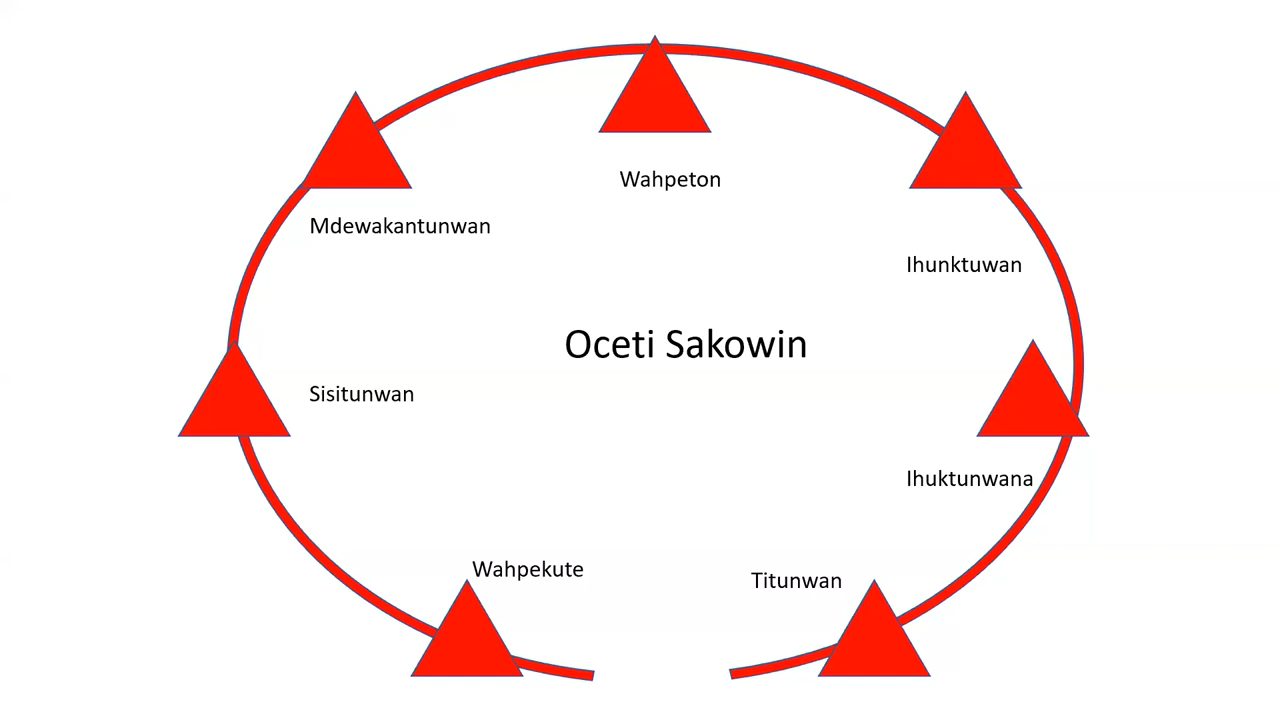 Wahpeton
Mdewakantunwan
Ihunktuwan
Oceti Sakowin
Sisitunwan
Ihuktunwana
Wahpekute
Titunwan